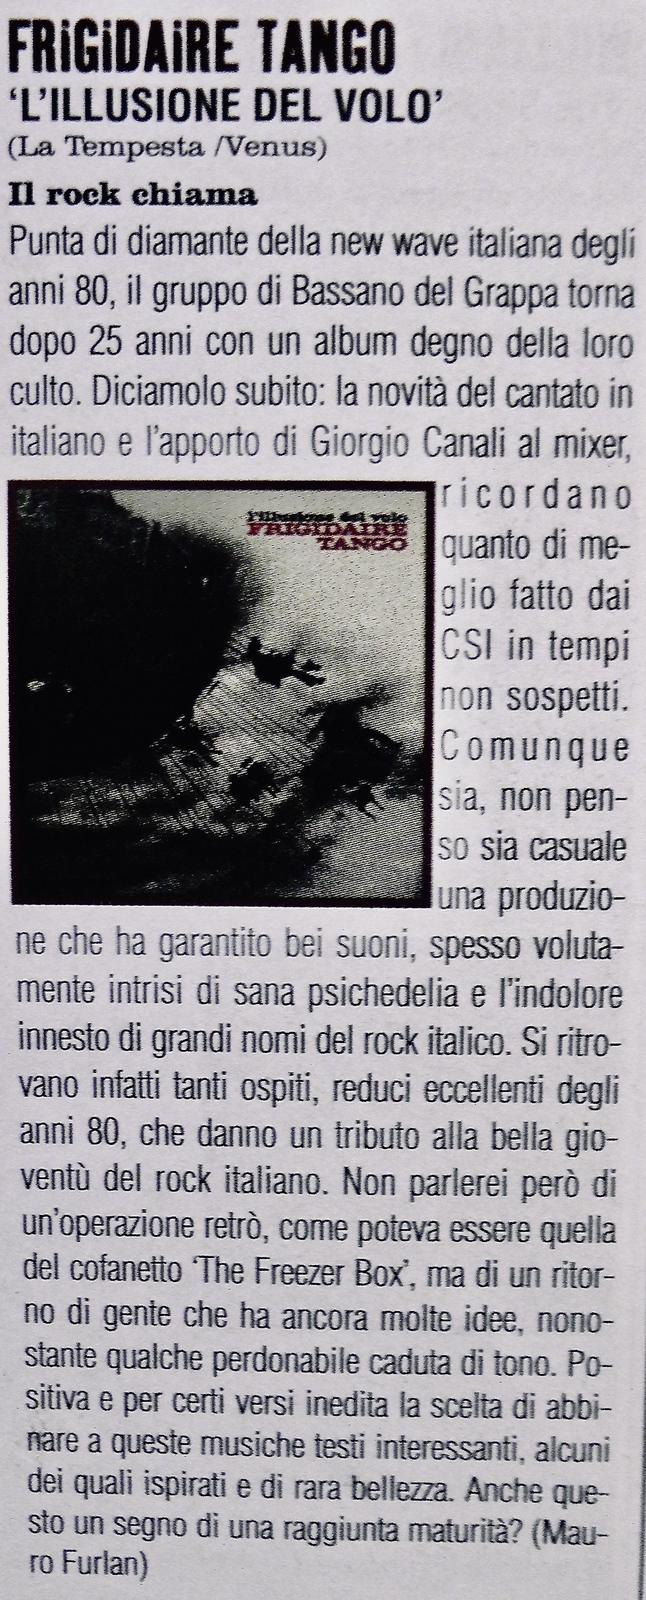 FRiGiDAiRE TANGO
'L'ILLUSIONE DEL VOLO'
(La Tempesta /Venus)
Il rock chiama
Punta di diamante della new wave italiana degli
anni 80, il gruppo di Bassano del Grappa torna
dopo 25 anni con un album degno della loro
culto. Diciamolo subito: la novità del cantato in
italiano e l'apporto di Giorgio Canali al mixer,
l'illusione del volo
FRIGIDAIRE
TANGO
ricordano
quanto di me-
glio fatto dai
CSI in tempi
non sospetti.
Comunque
sia, non pen-
so sia casuale
una produzio-
ne che ha garantito bei suoni, spesso voluta-
mente intrisi di sana psichedelia e l'indolore
innesto di grandi nomi del rock italico. Si ritro-
vano infatti tanti ospiti, reduci eccellenti degli
anni 80, che danno un tributo alla bella gio-
ventù del rock italiano. Non parlerei però di
un'operazione retrò, come poteva essere quella
del cofanetto 'The Freezer Box', ma di un ritor-
no di gente che ha ancora molte idee, nono-
stante qualche perdonabile caduta di tono. Po-
sitiva e per certi versi inedita la scelta di abbi-
nare a queste musiche testi interessanti, alcuni
dei quali ispirati e di rara bellezza. Anche que-
sto un segno di una raggiunta maturità? (Mau-
ro Furlan)